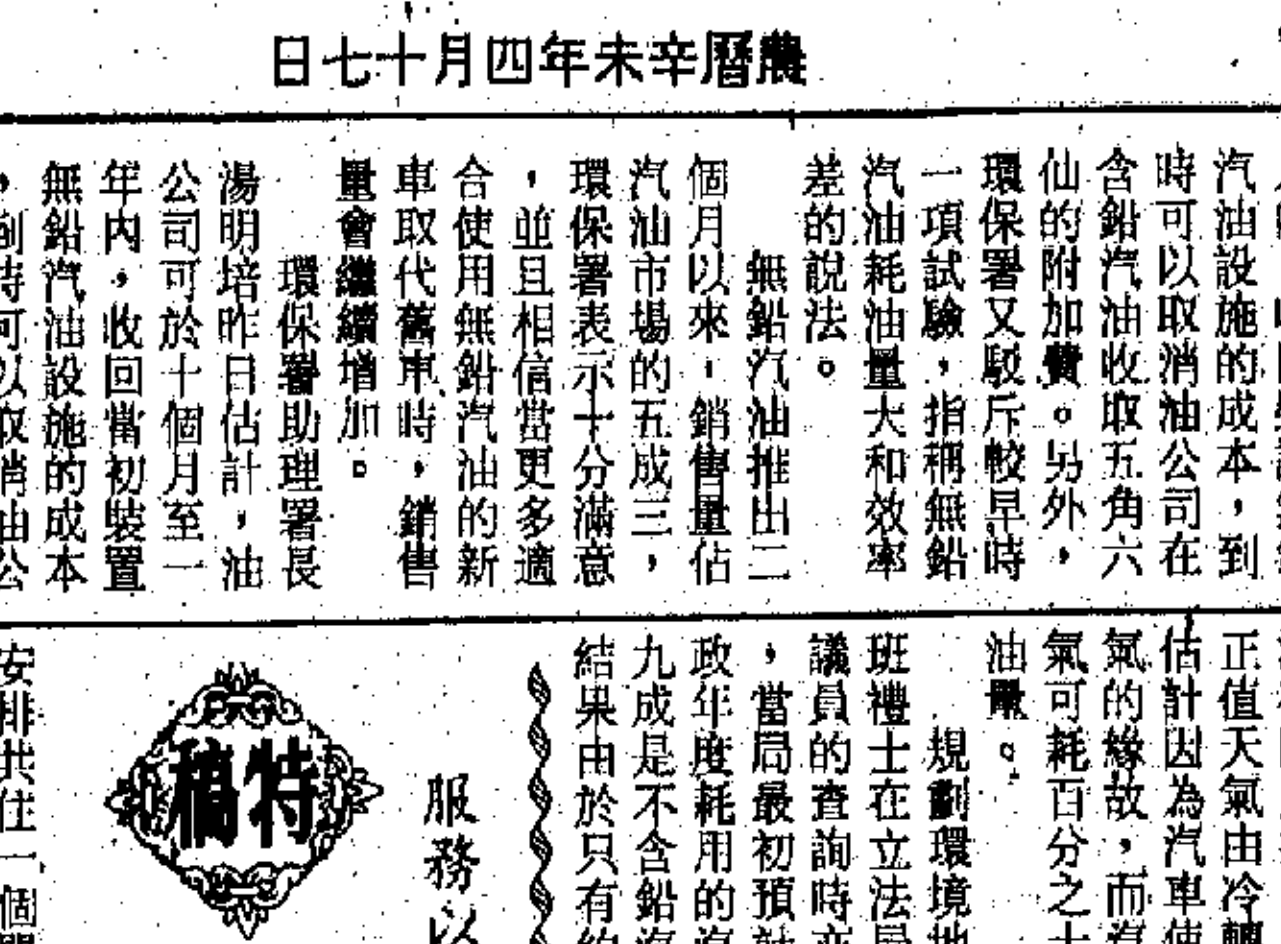 農曆辛未年四月十七日
汽油設施的成本，到
時可以取消油公司在
含鉛汽油收取五角六
仙的附加費。另外，
環保署又駁斥較早時
一項試驗，指稱無鉛
汽油耗油量大和效率
差的說法。
無鉛汽油推出二
個月以來，銷售量佔
汽油市場的五成三，
環保署表示十分滿意
，並且相信當更多適
合使用無鉛汽油的新
車取代舊車時，銷售
量會繼續增加。
環保署助理署長
湯明培昨日估計，油
公司可於十個月至一
年內，收回當初裝置
無鉛汽油設施的成本
，到時可以取消油公
正值天氣由冷轉
估計因為汽車使
氣的緣故，而汽
氣可耗百分之十
油量。
規劃環境地
班禮士在立法局
議員的查詢時
，當局最初預計
政年度耗用的汽
九成是不含鉛汽
結果由於只有約
服務以
特稿
安排共住一個